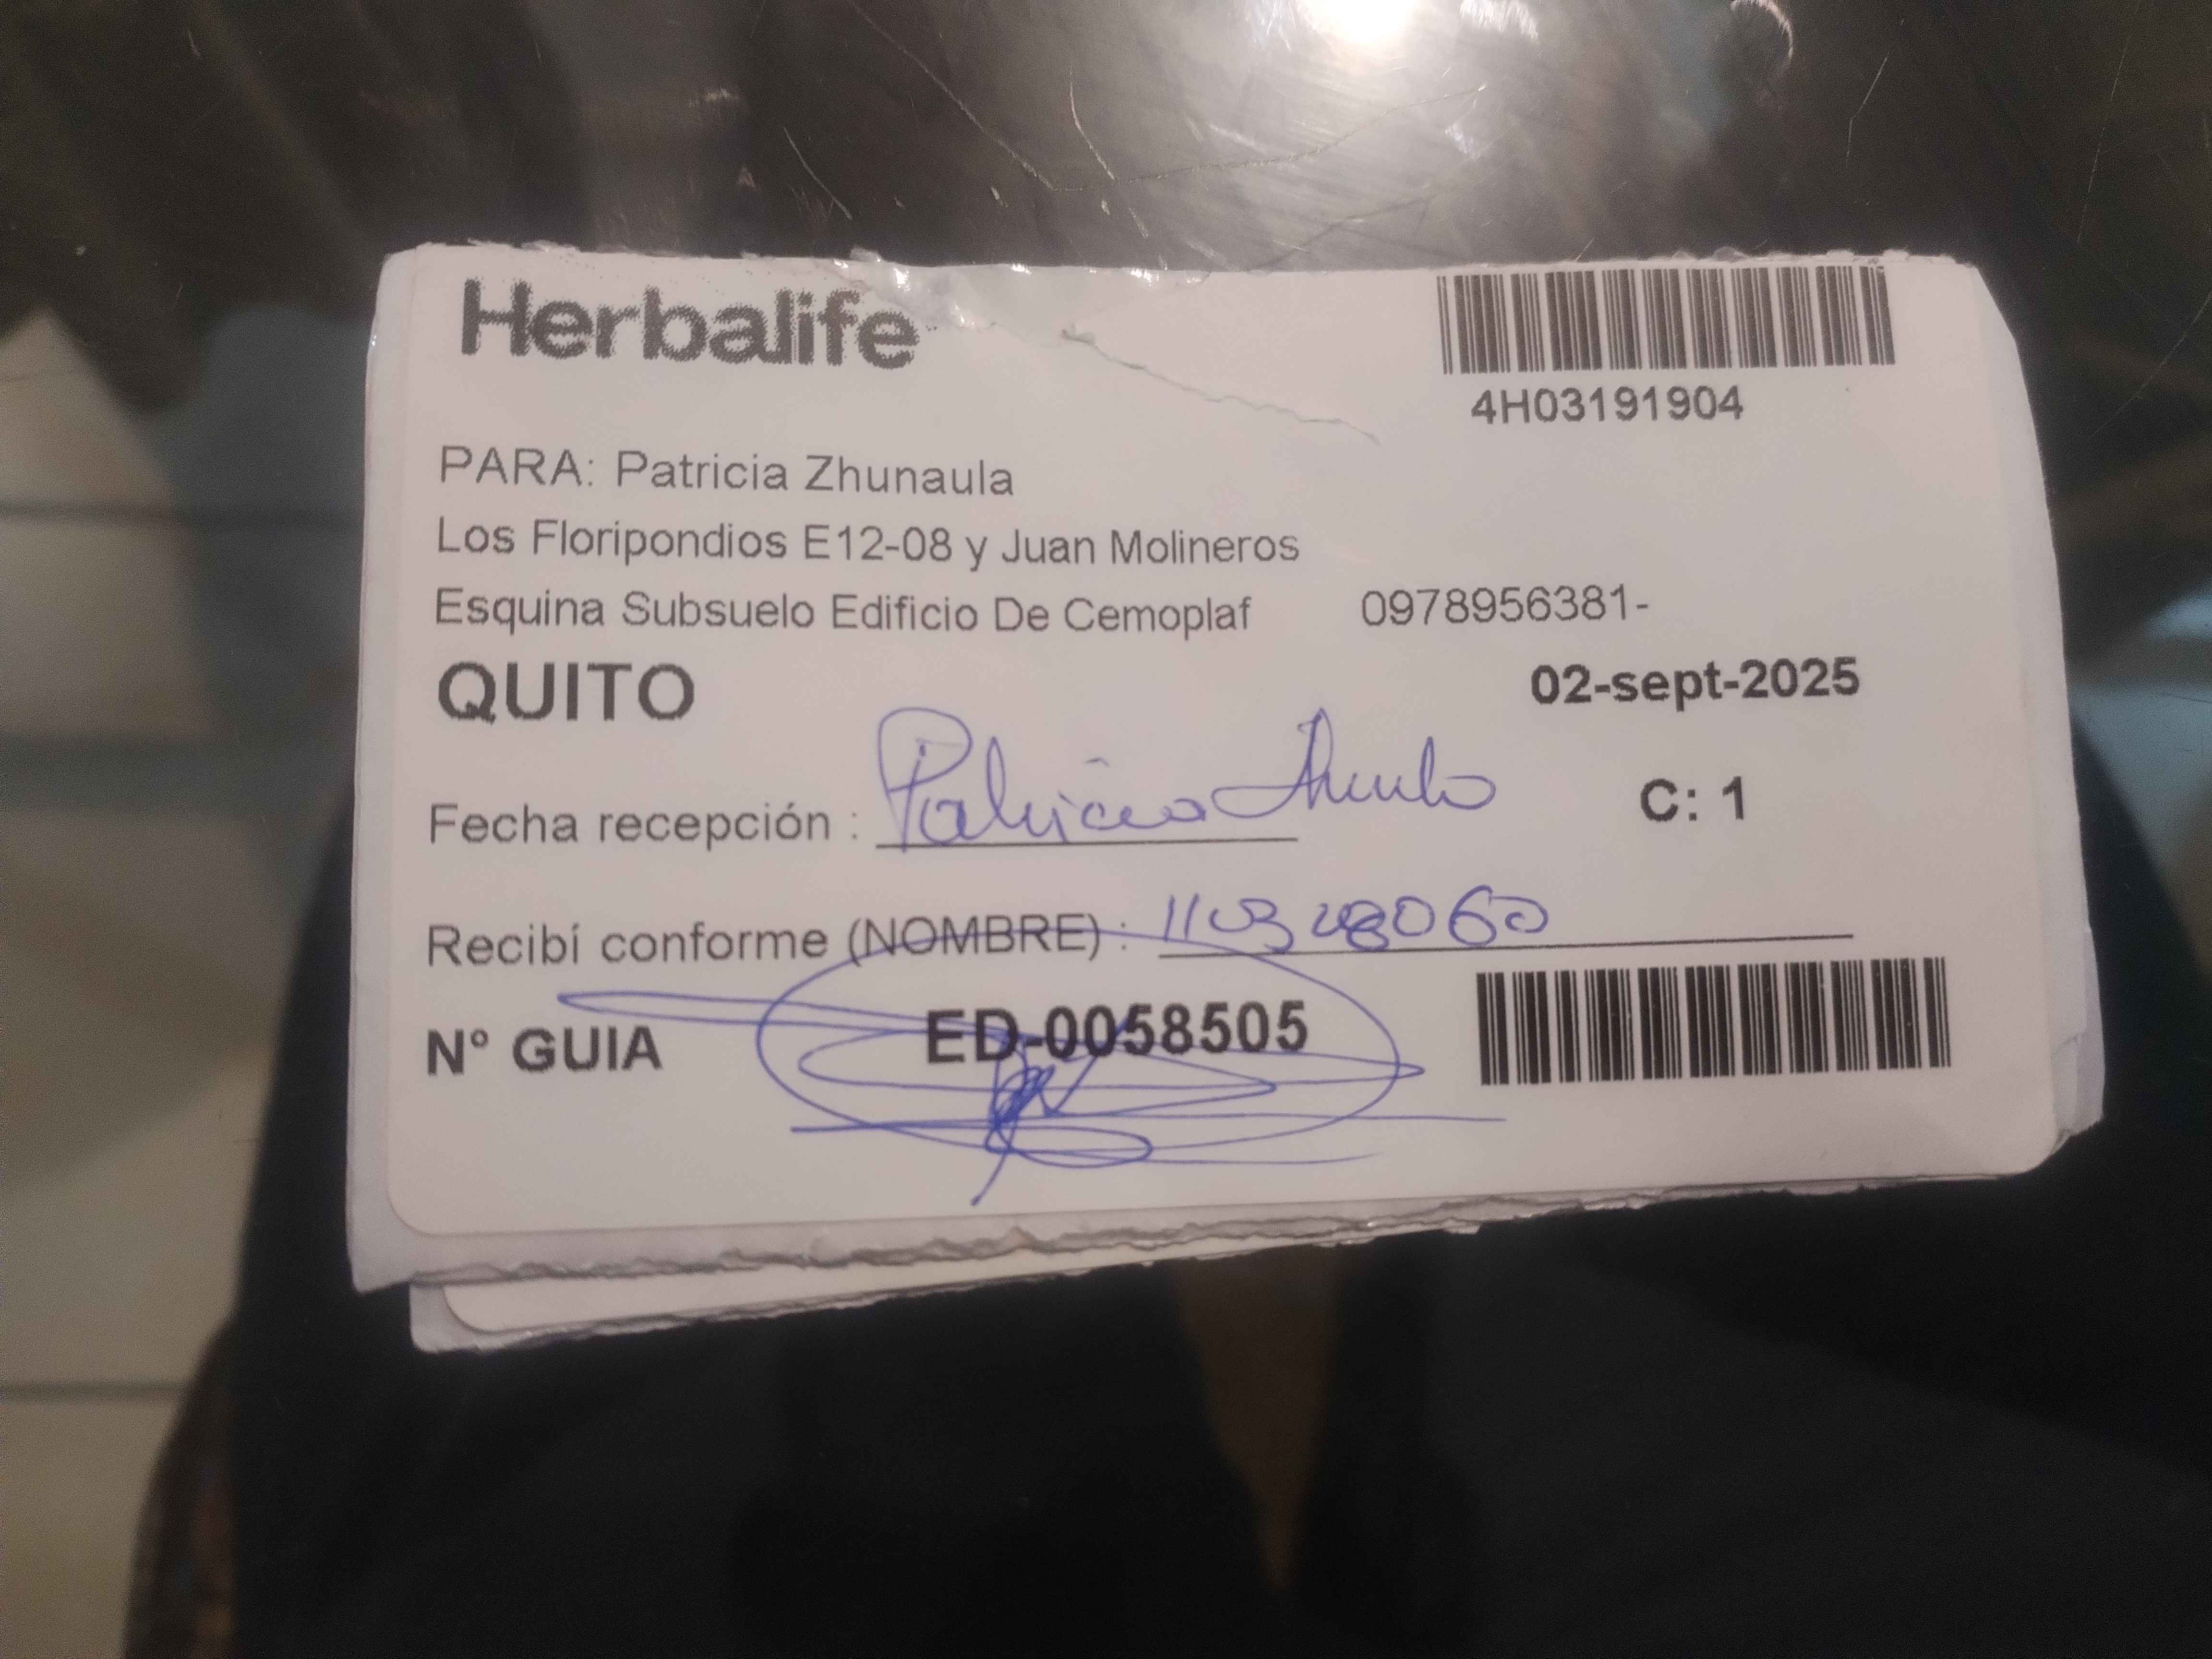 Herbalife
4H03191904
PARA: Patricia Zhunaula
Los Floripondios E12-08 y Juan Molineros
Esquina Subsuelo Edificio De Cemoplaf 0978956381-
QUITO 02-sept-2025
Fecha recepción : Patricia
C: 1
Recibí conforme (NOMBRE) :
N° GUIA ED-0058505